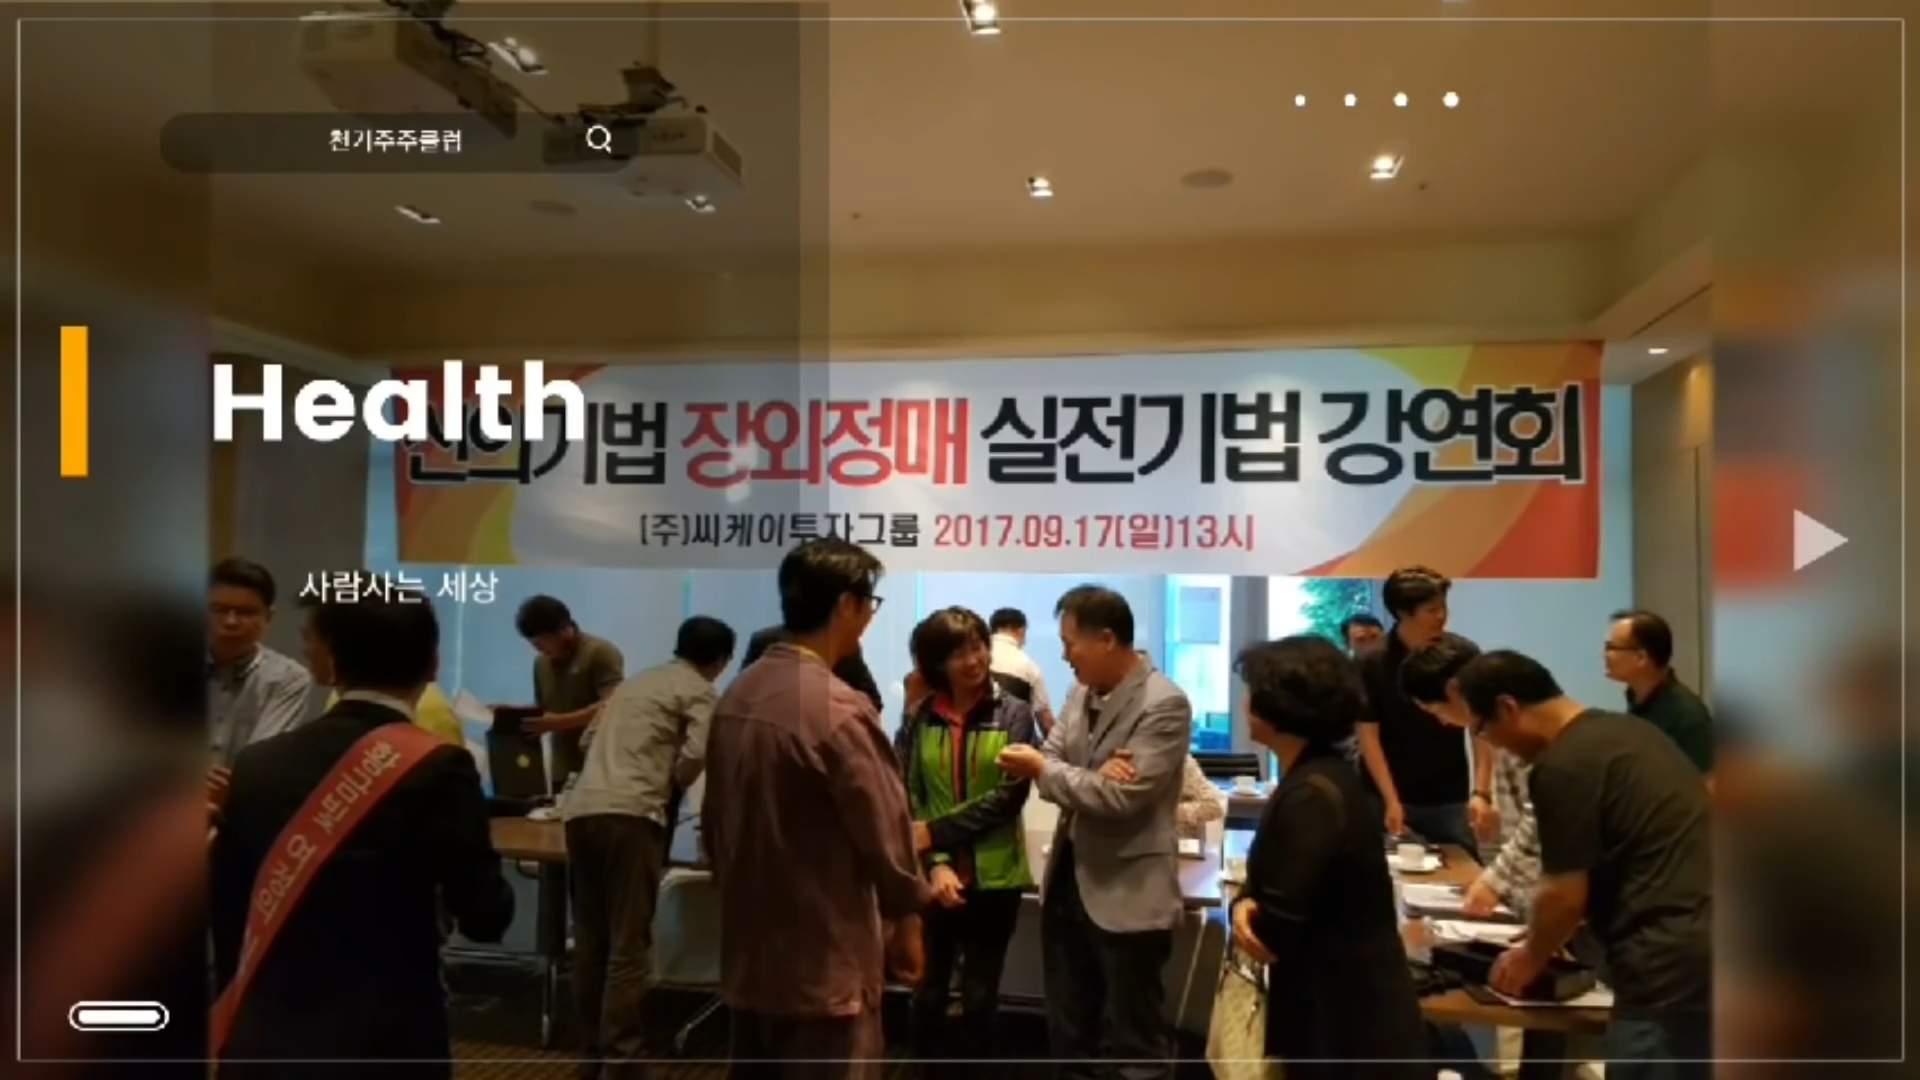 천기주주클럽
Health
신의기법 장외정매 실전기법 강연회
(주)씨케이투자그룹 2017.09.17(일)13시
사람사는 세상